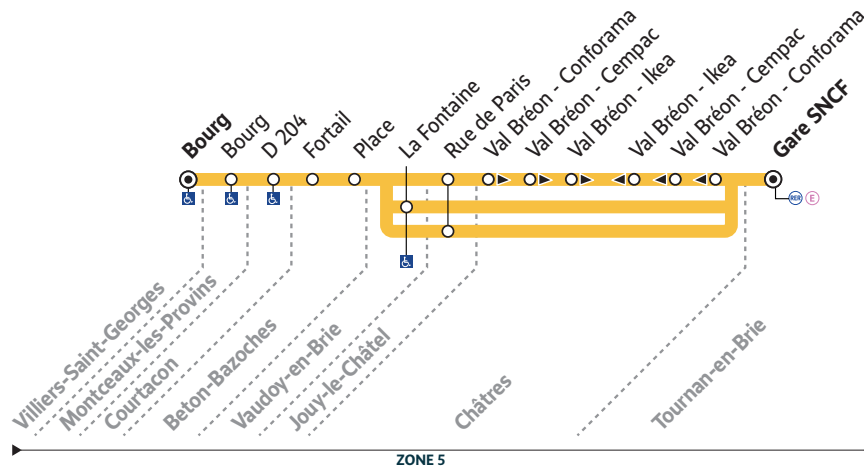 Bourg
Bourg
D 204
Fortail
Place
La Fontaine
Rue de Paris
Val Bréon - Conforama
Val Bréon - Cempac
Val Bréon - Ikea
Val Bréon - Ikea
Val Bréon - Cempac
Val Bréon - Conforama
Gare SNCF
RER E
Villiers-Saint-Georges
Montceaux-les-Provins
Courtacon
Beton-Bazoches
Vaudoy-en-Brie
Jouy-le-Châtel
Châtres
Tournan-en-Brie
ZONE 5